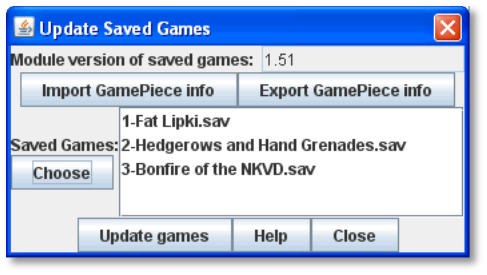 Update Saved Games
Module version of saved games: 1.51
Import GamePiece info Export GamePiece info
1-Fat Lipki.sav
Saved Games: 2-Hedgerows and Hand Grenades.sav
Choose 3-Bonfire of the NKVD.sav
Update games Help Close